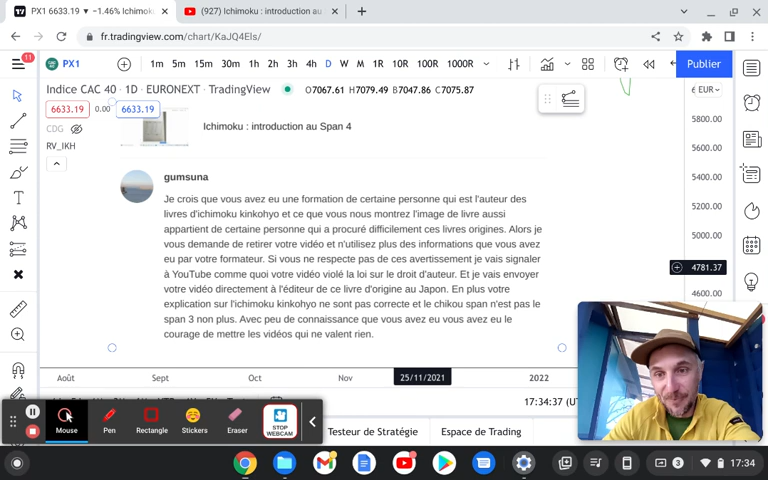 PX1 6633.19 ▼ −1.46% Ichimok
(927) Ichimoku : introduction au
fr.tradingview.com/chart/KaJQ4Els/
11
PX1
1m 5m 15m 30m 1h 2h 3h 4h D W M 1R 10R 100R 1000R
Publier
Indice CAC 40 · 1D · EURONEXT · TradingView
O7067.61 H7079.49 B7047.86 C7075.87
EUR
6633.19 0.00 6633.19
CDG
RV_IKH
Ichimoku : introduction au Span 4
gumsuna
Je crois que vous avez eu une formation de certaine personne qui est l'auteur des
livres d'ichimoku kinkohyo et ce que vous nous montrez l'image de livre aussi
appartient de certaine personne qui a procuré difficilement ces livres origines. Alors je
vous demande de retirer votre vidéo et n'utilisez plus des informations que vous avez
eu par votre formateur. Si vous ne respecte pas de ces avertissement je vais signaler
à YouTube comme quoi votre vidéo violé la loi sur le droit d'auteur. Et je vais envoyer
votre vidéo directement à l'éditeur de ce livre d'origine au Japon. En plus votre
explication sur l'ichimoku kinkohyo ne sont pas correcte et le chikou span n'est pas le
span 3 non plus. Avec peu de connaissance que vous avez eu vous avez eu le
courage de mettre les vidéos qui ne valent rien.
5800.00
5600.00
5400.00
5200.00
5000.00
4781.37
4600.00
Août Sept Oct Nov 25/11/2021 2022
17:34:37 (U
Mouse Pen Rectangle Stickers Eraser STOP WEBCAM
Testeur de Stratégie Espace de Trading
3
17:34